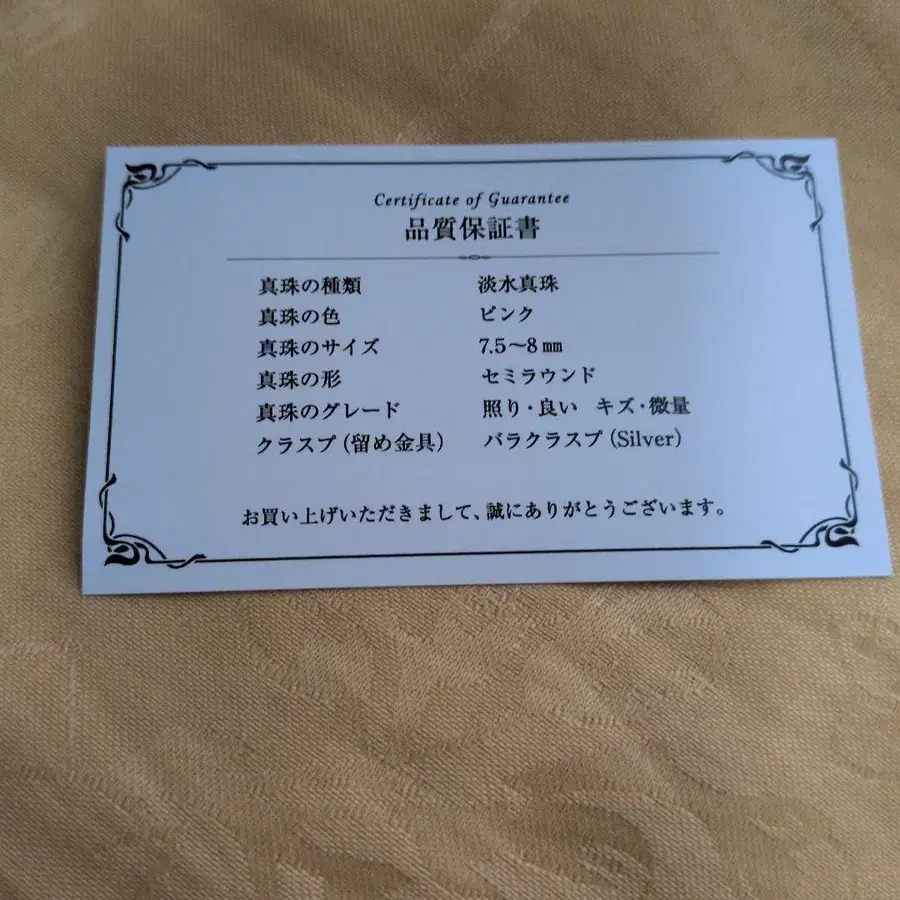 Certificate of Guarantee
品質保証書
真珠の種類 淡水真珠
真珠の色 ピンク
真珠のサイズ 7.5〜8㎜
真珠の形 セミラウンド
真珠のグレード 照り・良い キズ・微量
クラスプ(留め金具) バラクラスプ(Silver)
お買い上げいただきまして、誠にありがとうございます。